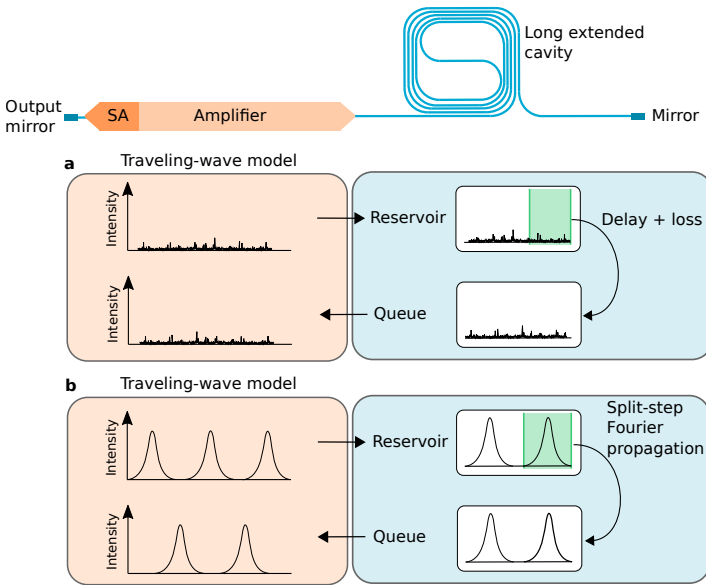 Long extended
cavity
Output
mirror
SA
Amplifier
Mirror
a
Traveling-wave model
Intensity
Reservoir
Delay + loss
Intensity
Queue
b
Traveling-wave model
Intensity
Reservoir
Split-step
Fourier
propagation
Intensity
Queue